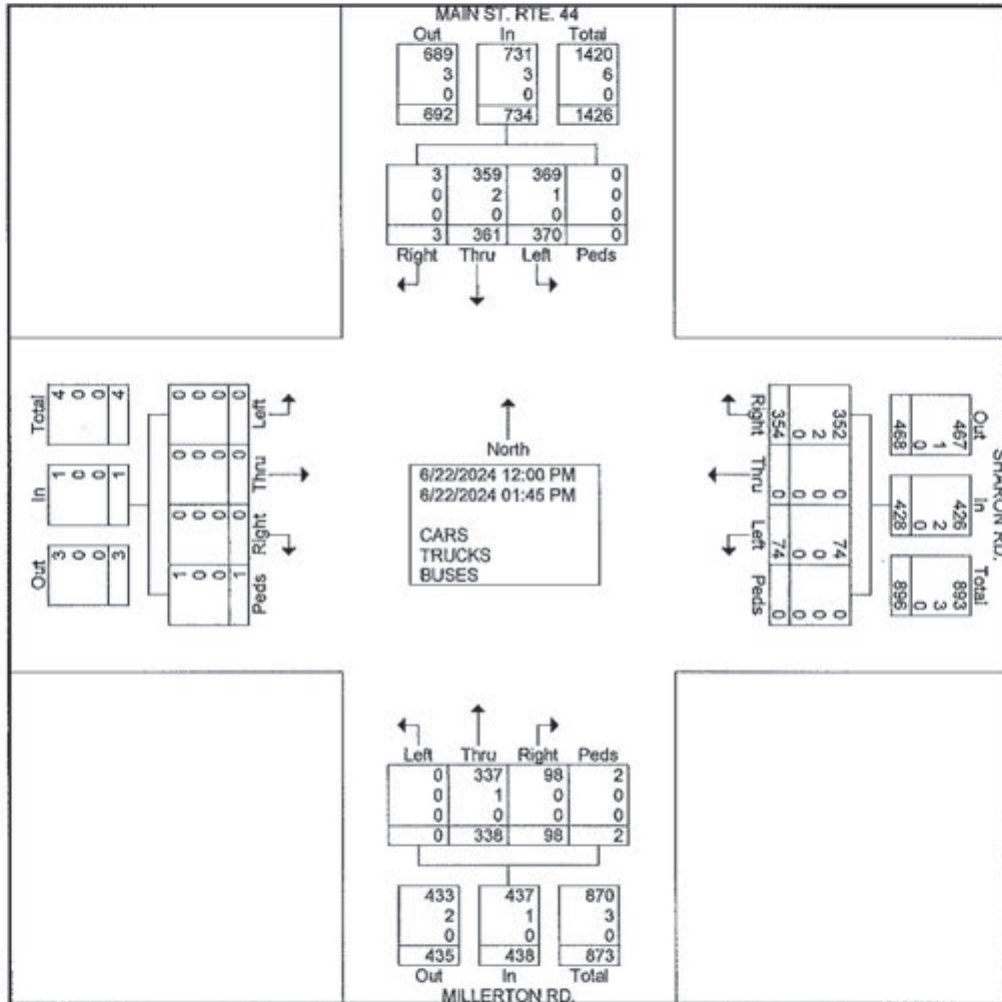 MAIN ST. RTE. 44
Out In Total
689 731 1420
3 3 6
0 0 0
692 734 1426
3 359 369 0
0 2 1 0
0 0 0 0
3 361 370 0
Right Thru Left Peds
Total
4 0 0 4
In
1 0 0 1
Out
3 0 0 3
0 0 0 0
Left
0 0 0 0
Thru
0 0 0 0
Right
1 0 0 1
Peds
North
6/22/2024 12:00 PM
6/22/2024 01:45 PM
CARS
TRUCKS
BUSES
Right
354 0 2 352
Thru
0 0 0 0
Left
74 0 0 74
Peds
0 0 0 0
Out
468 0 1 467
In
428 0 2 426
Total
896 0 3 893
SHARON RD.
Left Thru Right Peds
0 337 98 2
0 1 0 0
0 0 0 0
0 338 98 2
433 437 870
2 1 3
0 0 0
435 438 873
Out In Total
MILLERTON RD.